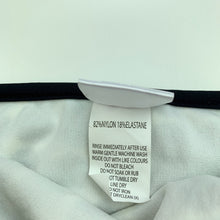 82%NYLON 18%ELASTANE
RINSE IMMEDIATELY AFTER USE
WARM GENTLE MACHINE WASH
INSIDE OUT WITH LIKE COLOURS
DO NOT BLEACH
DO NOT SOAK OR RUB
NOT TUMBLE DRY
LINE DRY
DO NOT IRON
DRYCLEAN